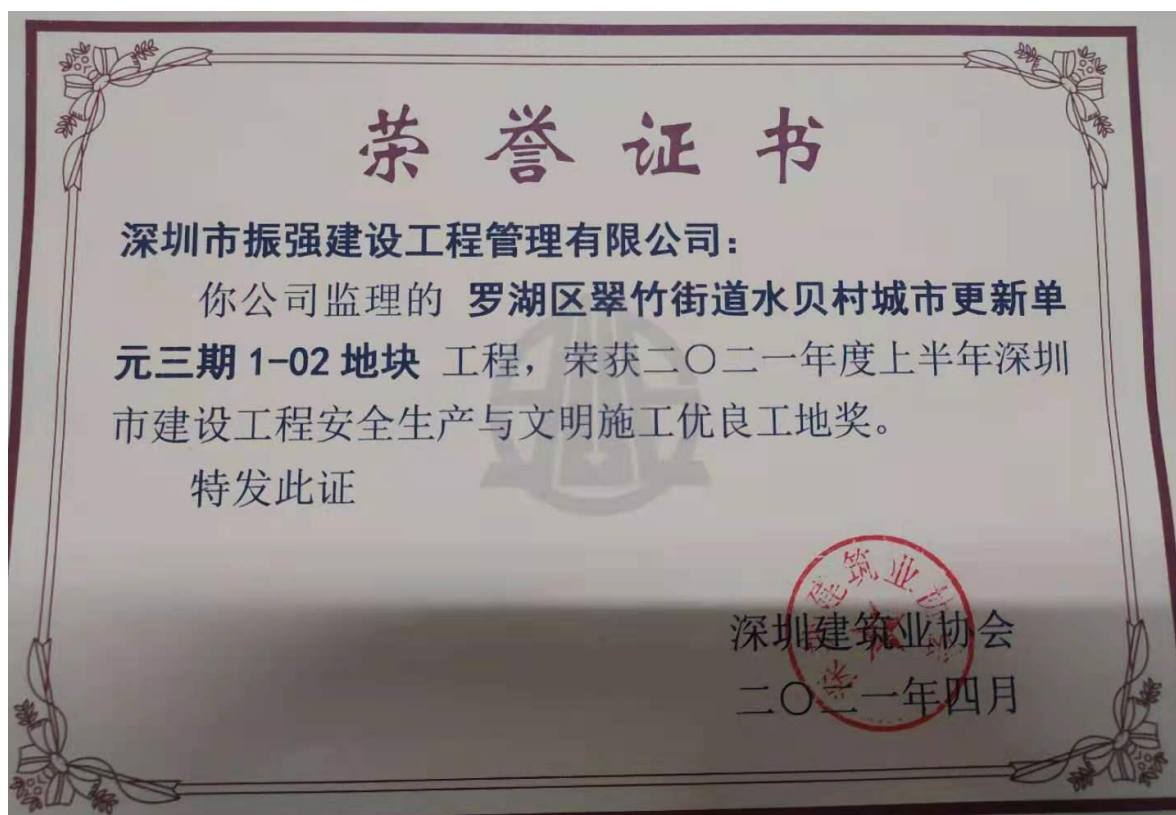 荣誉证书
深圳市振强建设工程管理有限公司：
你公司监理的 罗湖区翠竹街道水贝村城市更新单
元三期 1-02 地块 工程，荣获二〇二一年度上半年深圳
市建设工程安全生产与文明施工优良工地奖。
特发此证
深圳建筑业协会
二〇二一年四月